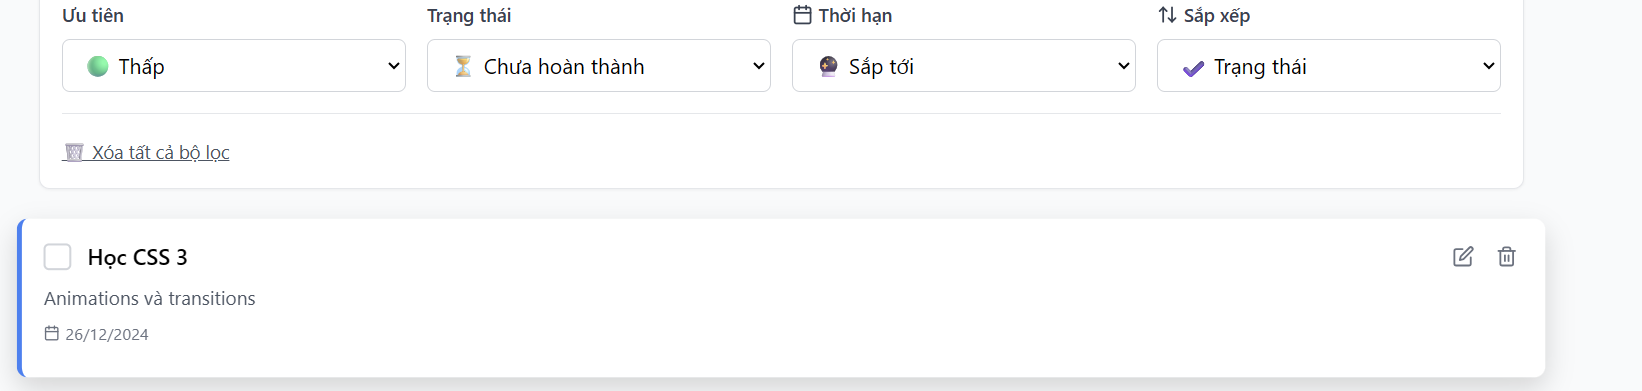 Ưu tiên
Trạng thái
Thời hạn
Sắp xếp
Thấp
Chưa hoàn thành
Sắp tới
Trạng thái
Xóa tất cả bộ lọc
Học CSS 3
Animations và transitions
26/12/2024